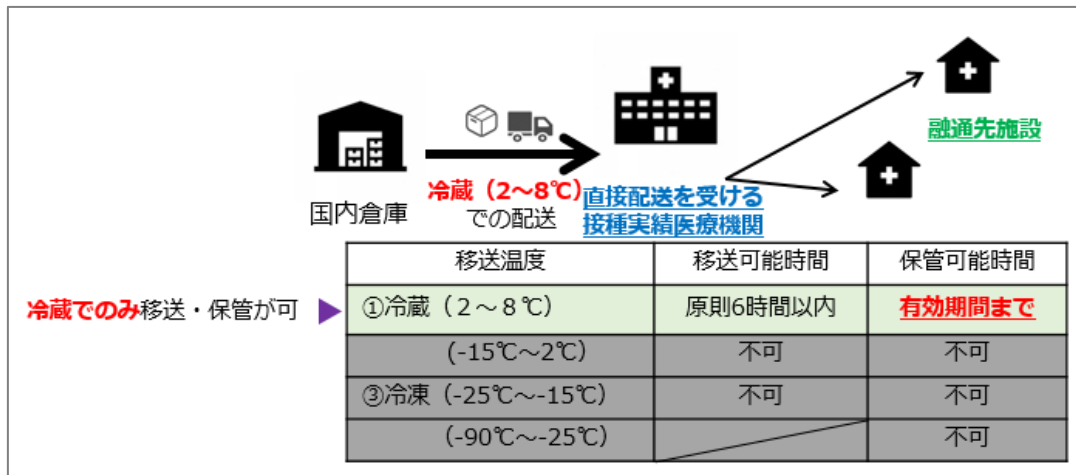 融通先施設
冷蔵（2～8℃）
での配送
国内倉庫
直接配送を受ける
接種実績医療機関
移送温度 移送可能時間 保管可能時間
冷蔵でのみ移送・保管が可
①冷蔵（２～８℃） 原則6時間以内 有効期間まで
(-15℃～2℃) 不可 不可
③冷凍（-25℃～-15℃） 不可 不可
（-90℃～-25℃） 不可